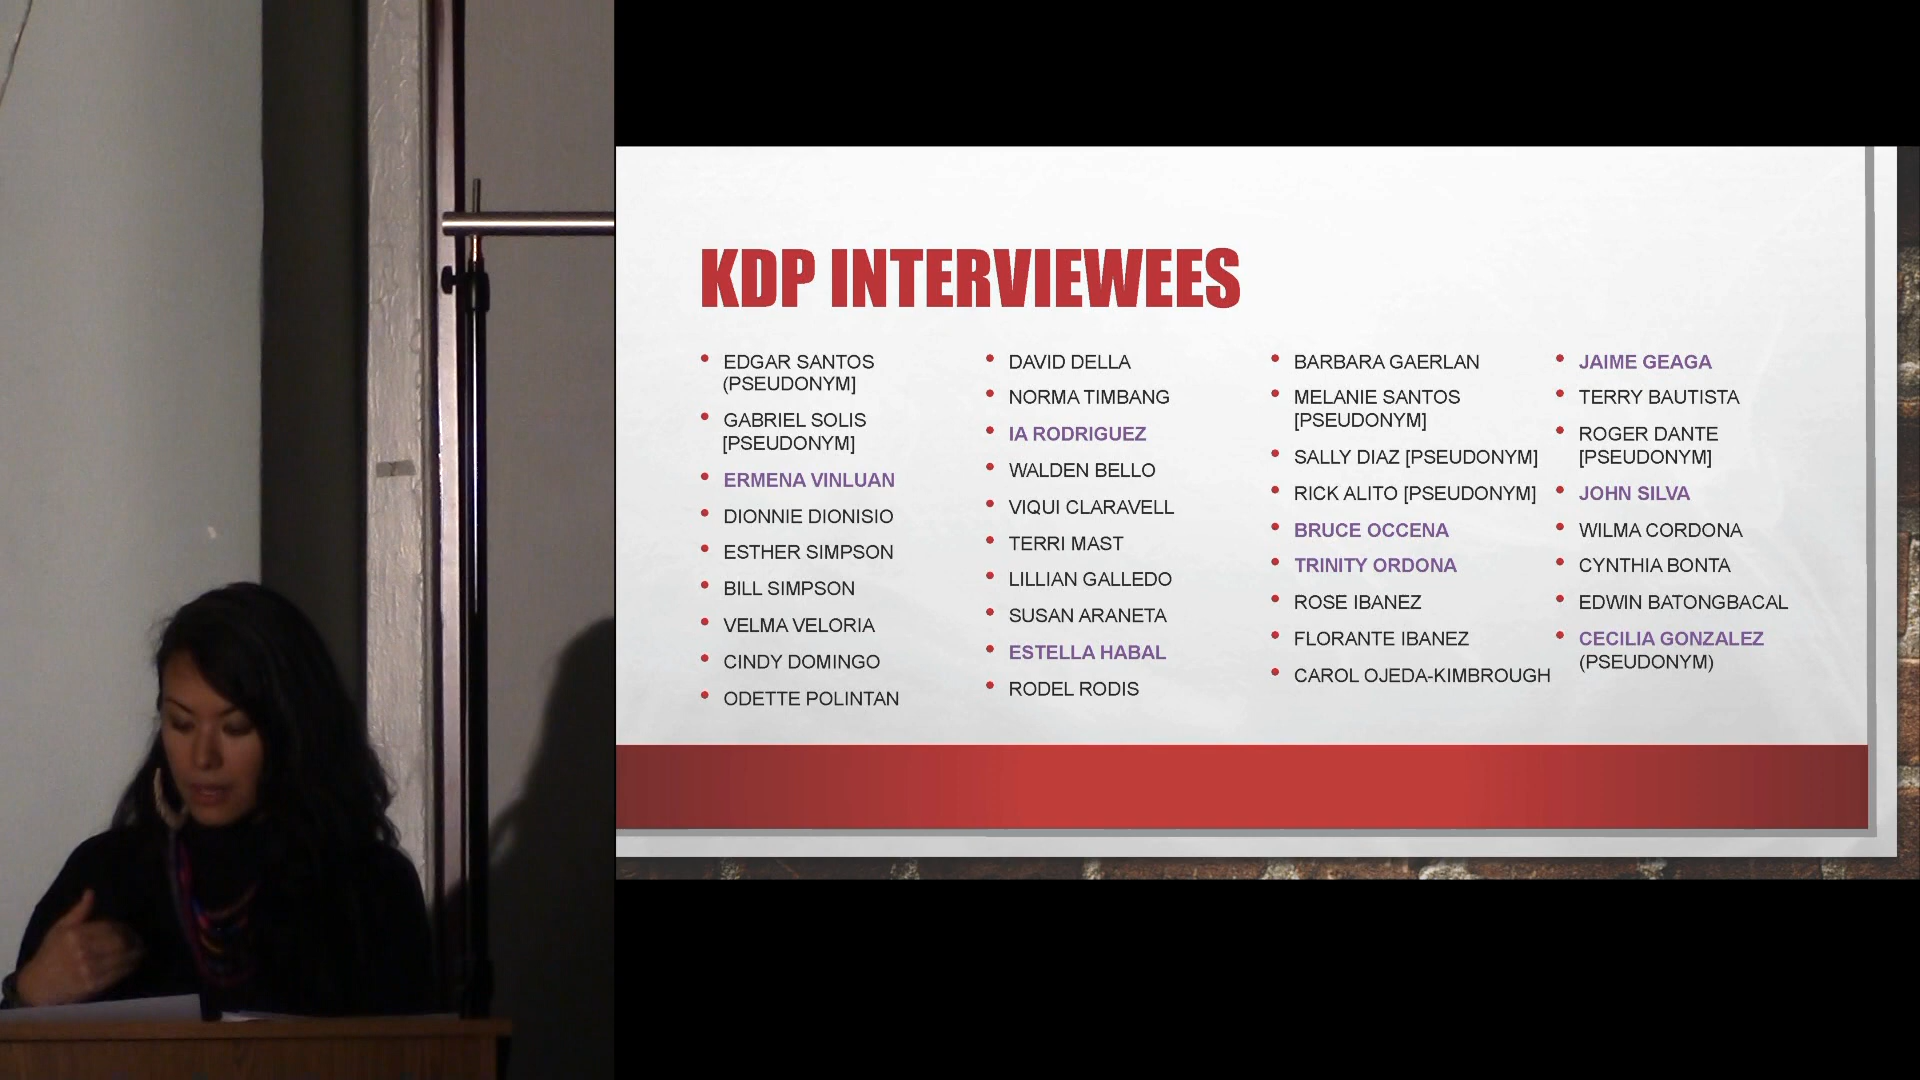 KDP INTERVIEWEES
EDGAR SANTOS
(PSEUDONYM]
GABRIEL SOLIS
[PSEUDONYM]
ERMENA VINLUAN
DIONNIE DIONISIO
ESTHER SIMPSON
BILL SIMPSON
VELMA VELORIA
CINDY DOMINGO
ODETTE POLINTAN
DAVID DELLA
NORMA TIMBANG
IA RODRIGUEZ
WALDEN BELLO
VIQUI CLARAVELL
TERRI MAST
LILLIAN GALLEDO
SUSAN ARANETA
ESTELLA HABAL
RODEL RODIS
BARBARA GAERLAN
MELANIE SANTOS
[PSEUDONYM]
SALLY DIAZ [PSEUDONYM]
RICK ALITO [PSEUDONYM]
BRUCE OCCENA
TRINITY ORDONA
ROSE IBANEZ
FLORANTE IBANEZ
CAROL OJEDA-KIMBROUGH
JAIME GEAGA
TERRY BAUTISTA
ROGER DANTE
[PSEUDONYM]
JOHN SILVA
WILMA CORDONA
CYNTHIA BONTA
EDWIN BATONGBACAL
CECILIA GONZALEZ
(PSEUDONYM)